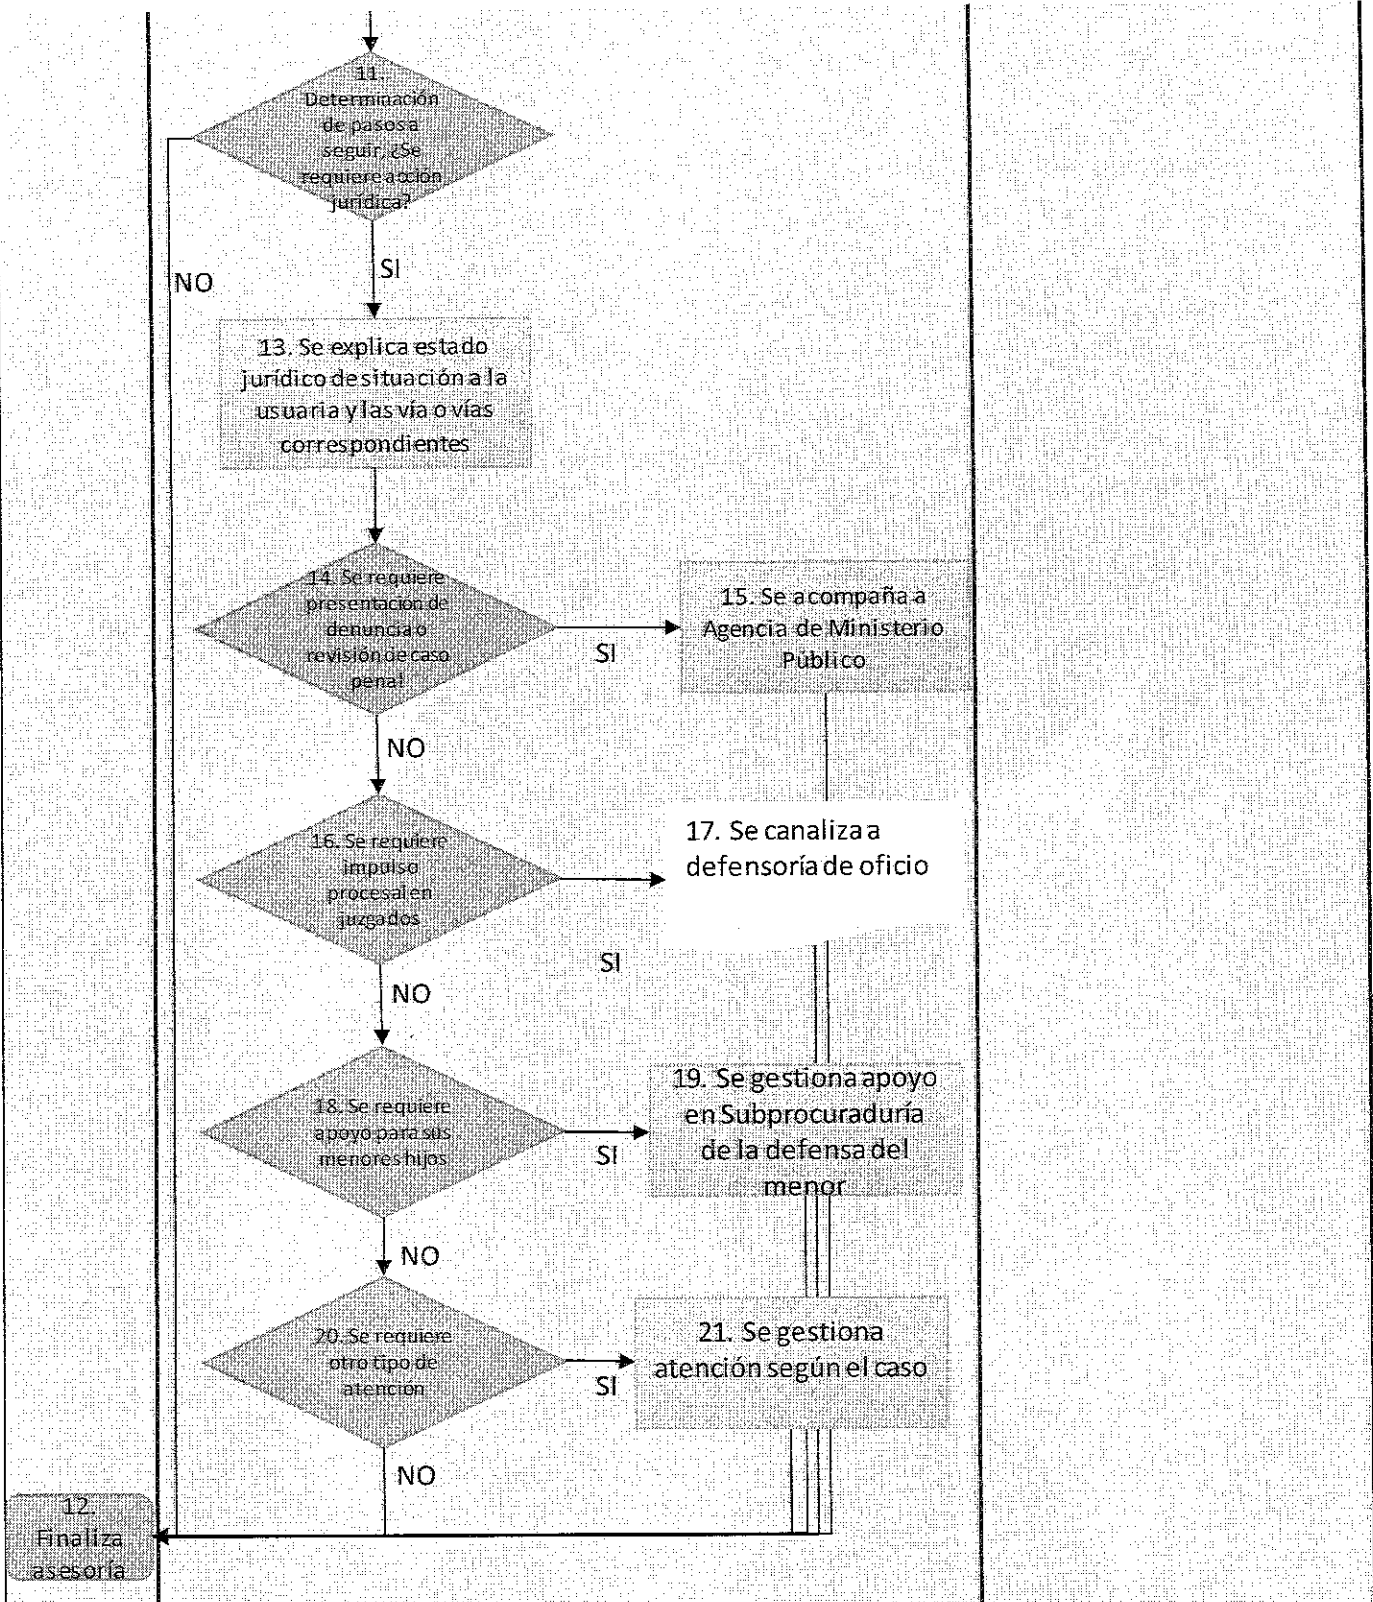 11.
Determinación
de pasos a
seguir, ¿Se
requiere acción
jurídica?
NO
SI
13. Se explica estado
jurídico de situación a la
usuaria y las vía o vías
correspondientes
14. Se requiere
presentación de
denuncia o
revisión de caso
penal
SI
15. Se acompaña a
Agencia de Ministerio
Público
NO
16. Se requiere
impulso
procesal en
juzgados
SI
17. Se canaliza a
defensoría de oficio
NO
18. Se requiere
apoyo para sus
menores hijos
SI
19. Se gestiona apoyo
en Subprocuraduría
de la defensa del
menor
NO
20. Se requiere
otro tipo de
atención
SI
21. Se gestiona
atención según el caso
NO
12.
Finaliza
asesoría